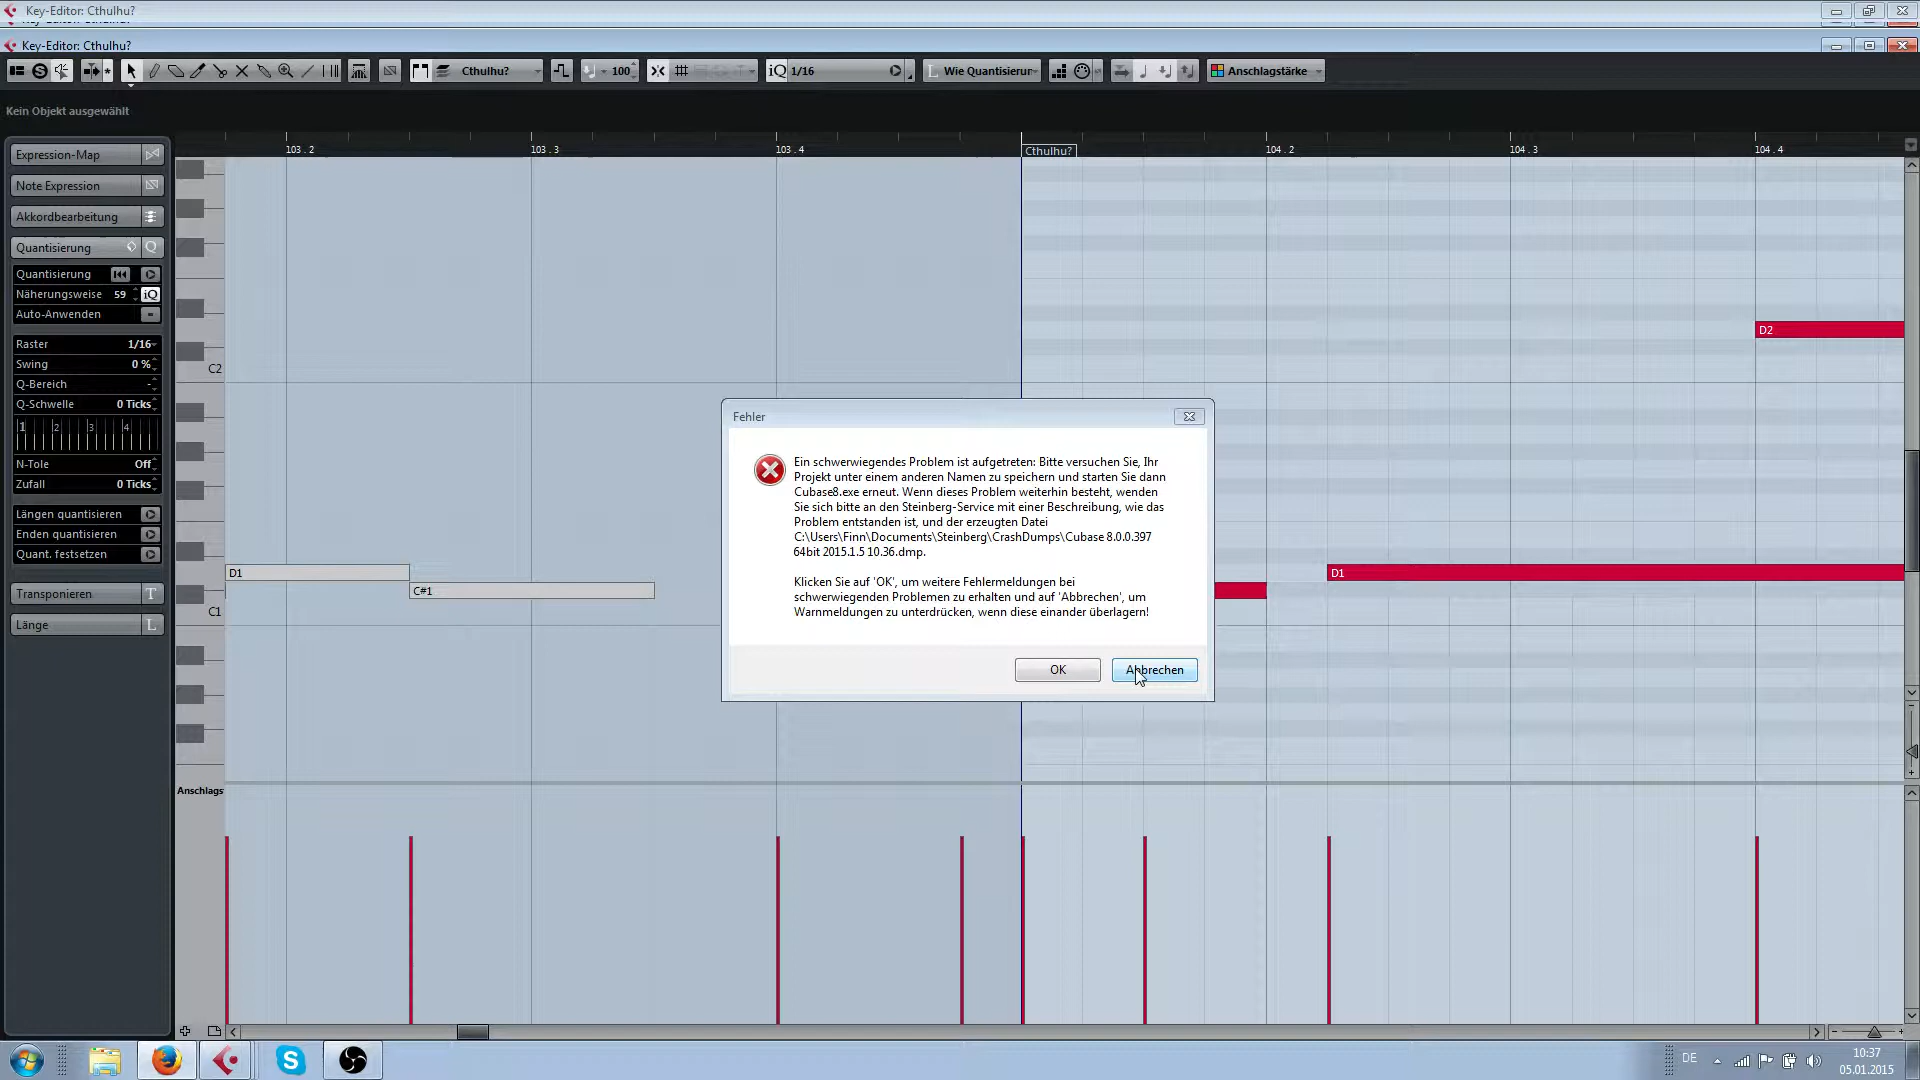 Key-Editor: Cthulhu?
Key-Editor: Cthulhu?
Cthulhu?
100
iQ 1/16
L Wie Quantisierur
Anschlagstärke
Kein Objekt ausgewählt
103.2
103.3
103.4
Cthulhu?
104.2
104.3
104.4
Expression-Map
Note Expression
Akkordbearbeitung
Quantisierung Q
Quantisierung
Näherungsweise 59 iQ
Auto-Anwenden
Raster 1/16
Swing 0 %
Q-Bereich -
Q-Schwelle 0 Ticks
1 2 3 4
N-Tole Off
Zufall 0 Ticks
Längen quantisieren
Enden quantisieren
Quant. festsetzen
Transponieren T
Länge L
C2
C1
D2
D1
C#1
D1
Fehler
Ein schwerwiegendes Problem ist aufgetreten: Bitte versuchen Sie, Ihr
Projekt unter einem anderen Namen zu speichern und starten Sie dann
Cubase8.exe erneut. Wenn dieses Problem weiterhin besteht, wenden
Sie sich bitte an den Steinberg-Service mit einer Beschreibung, wie das
Problem entstanden ist, und der erzeugten Datei
C:\Users\Finn\Documents\Steinberg\CrashDumps\Cubase 8.0.0.397
64bit 2015.1.5 10.36.dmp.
Klicken Sie auf 'OK', um weitere Fehlermeldungen bei
schwerwiegenden Problemen zu erhalten und auf 'Abbrechen', um
Warnmeldungen zu unterdrücken, wenn diese einander überlagern!
OK
Abbrechen
Anschlags
DE
10:37
05.01.2015